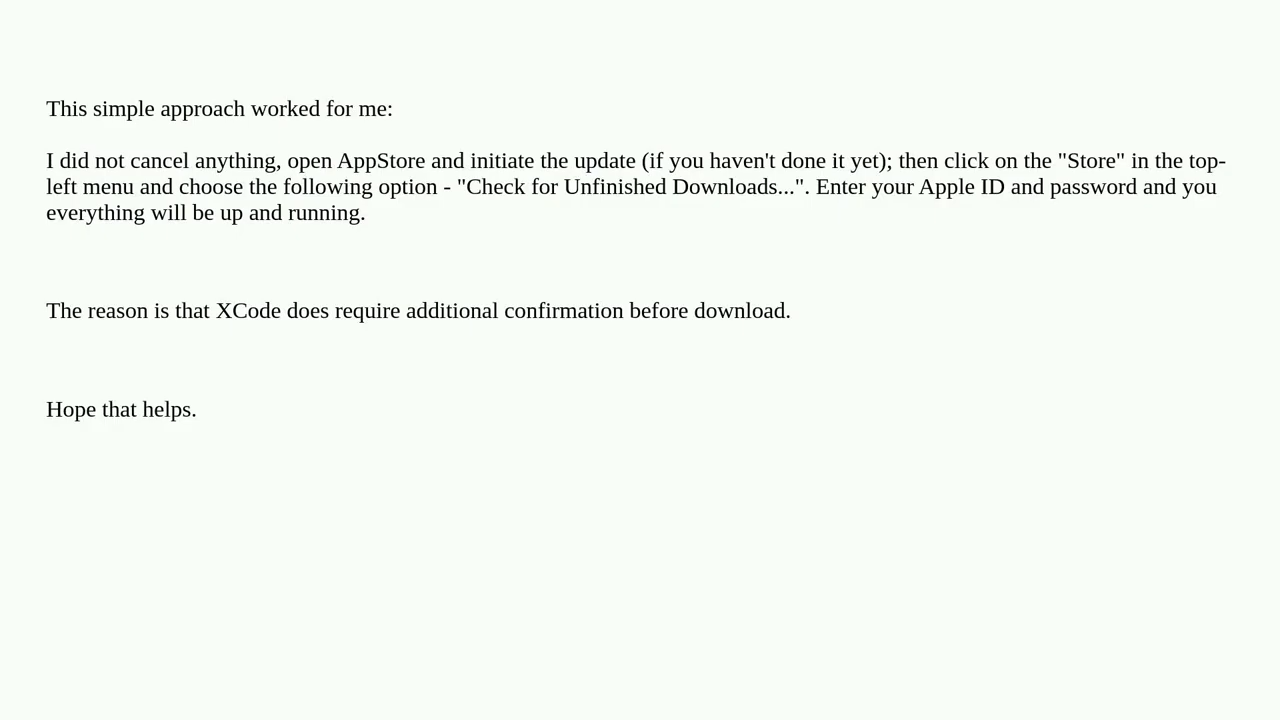 This simple approach worked for me:
I did not cancel anything, open AppStore and initiate the update (if you haven't done it yet); then click on the "Store" in the top-
left menu and choose the following option - "Check for Unfinished Downloads...". Enter your Apple ID and password and you
everything will be up and running.
The reason is that XCode does require additional confirmation before download.
Hope that helps.